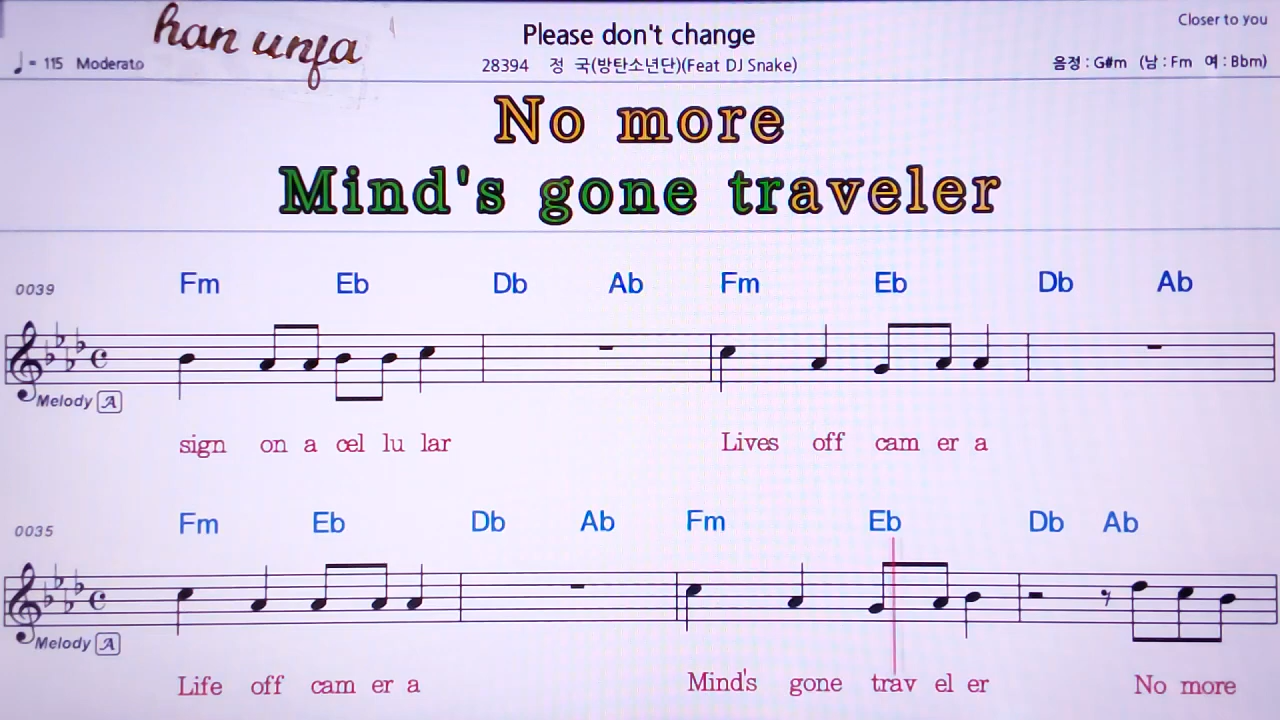 han unfa
Please don't change
Closer to you
♩= 115 Moderato
28394 정 국(방탄소년단)(Feat DJ Snake)
음정 : G#m (남 : Fm 여 : Bbm)
No more
Mind's gone traveler
Fm Eb Db Ab Fm Eb Db Ab
0039
Melody A
sign on a cel lu lar Lives off cam er a
Fm Eb Db Ab Fm Eb Db Ab
0035
Melody A
Life off cam er a Mind's gone trav el er No more